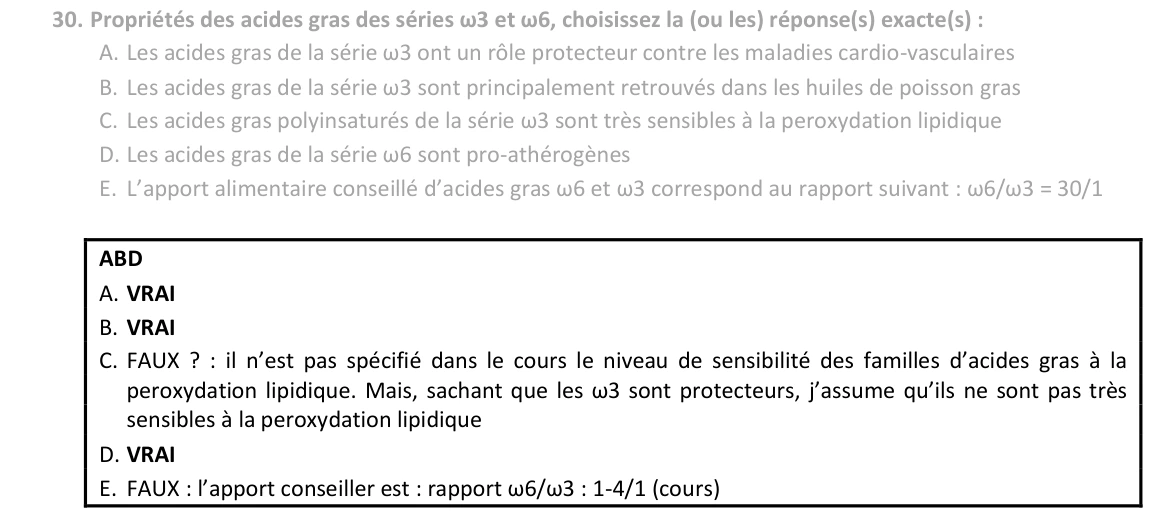 30. Propriétés des acides gras des séries ω3 et ω6, choisissez la (ou les) réponse(s) exacte(s) :
A. Les acides gras de la série ω3 ont un rôle protecteur contre les maladies cardio-vasculaires
B. Les acides gras de la série ω3 sont principalement retrouvés dans les huiles de poisson gras
C. Les acides gras polyinsaturés de la série ω3 sont très sensibles à la peroxydation lipidique
D. Les acides gras de la série ω6 sont pro-athérogènes
E. L’apport alimentaire conseillé d’acides gras ω6 et ω3 correspond au rapport suivant : ω6/ω3 = 30/1
ABD
A. VRAI
B. VRAI
C. FAUX ? : il n’est pas spécifié dans le cours le niveau de sensibilité des familles d’acides gras à la
peroxydation lipidique. Mais, sachant que les ω3 sont protecteurs, j’assume qu’ils ne sont pas très
sensibles à la peroxydation lipidique
D. VRAI
E. FAUX : l’apport conseiller est : rapport ω6/ω3 : 1-4/1 (cours)